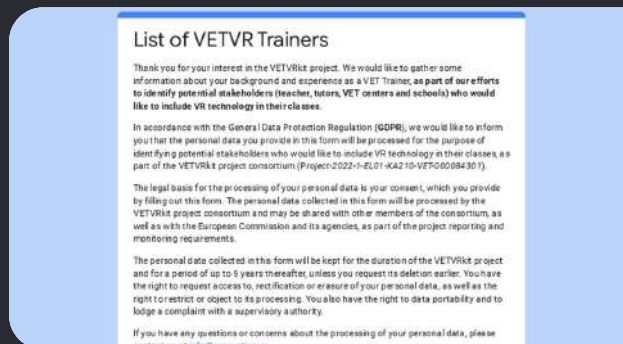 List of VETVR Trainers
Thank you for your interest in the VETVRkit project. We would like to gather some
information about your background and experience as a VET Trainer, as part of our efforts
to identify potential stakeholders (teacher, tutors, VET centers and schools) who would
like to include VR technology in their classes.
In accordance with the General Data Protection Regulation (GDPR), we would like to inform
you that the personal data you provide in this form will be processed for the purpose of
identifying potential stakeholders who would like to include VR technology in their classes, as
part of the VETVRkit project consortium (Project-2022-1-EL01-KA210-VET-000084301).
The legal basis for the processing of your personal data is your consent, which you provide
by filling out this form. The personal data collected in this form will be processed by the
VETVRkit project consortium and may be shared with other members of the consortium, as
well as with the European Commission and its agencies, as part of the project reporting and
monitoring requirements.
The personal data collected in this form will be kept for the duration of the VETVRkit project
and for a period of up to 5 years thereafter, unless you request its deletion earlier. You have
the right to request access to, rectification or erasure of your personal data, as well as the
right to restrict or object to its processing. You also have the right to data portability and to
lodge a complaint with a supervisory authority.
If you have any questions or concerns about the processing of your personal data, please